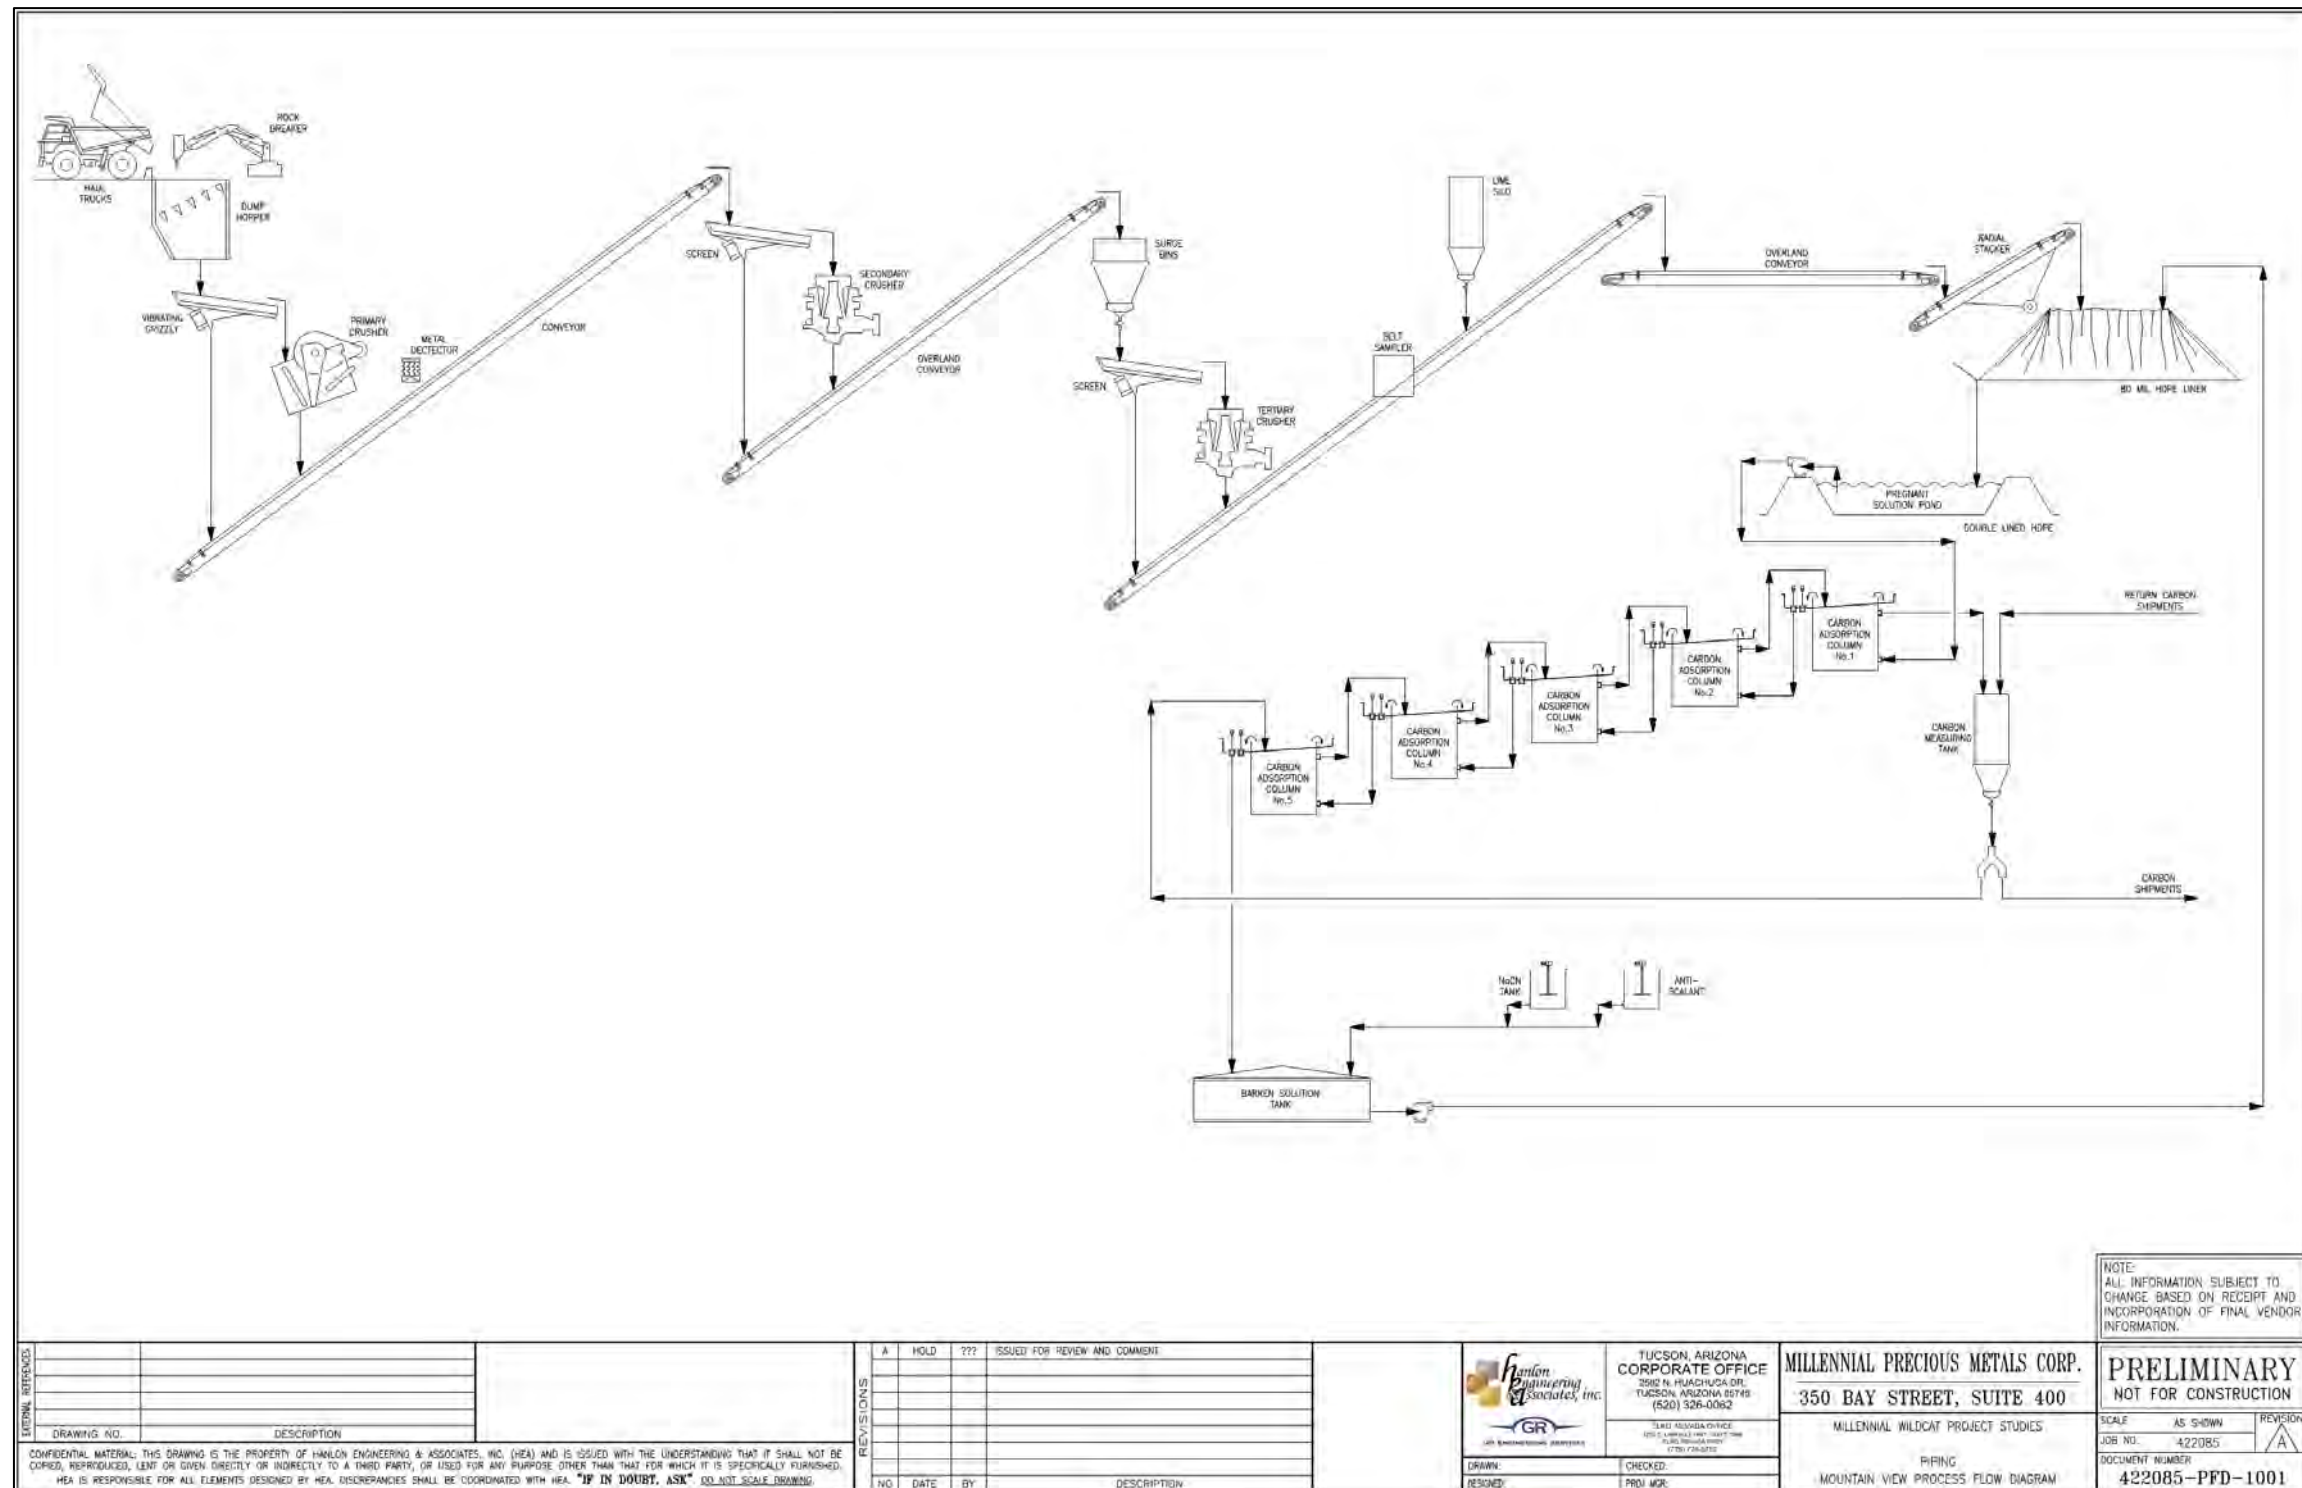 ROCK
BREAKER
HAUL
TRUCKS
DUMP
HOPPER
VIBRATING
GRIZZLY
PRIMARY
CRUSHER
METAL
DECTECTOR
CONVEYOR
SCREEN
SECONDARY
CRUSHER
OVERLAND
CONVEYOR
SURGE
BINS
SCREEN
TERTIARY
CRUSHER
BELT
SAMPLER
LIME
SILO
OVERLAND
CONVEYOR
RADIAL
STACKER
80 MIL HDPE LINER
PREGNANT
SOLUTION POND
DOUBLE LINED HDPE
RETURN CARBON
SHIPMENTS
CARBON
ADSORPTION
COLUMN
No.1
CARBON
ADSORPTION
COLUMN
No.2
CARBON
ADSORPTION
COLUMN
No.3
CARBON
ADSORPTION
COLUMN
No.4
CARBON
ADSORPTION
COLUMN
No.5
CARBON
MEASURING
TANK
CARBON
SHIPMENTS
NaCN
TANK
ANTI-
SCALANT
BARREN SOLUTION
TANK
NOTE:
ALL INFORMATION SUBJECT TO
CHANGE BASED ON RECEIPT AND
INCORPORATION OF FINAL VENDOR
INFORMATION.
EXTERNAL REFERENCES
DRAWING NO. DESCRIPTION
CONFIDENTIAL MATERIAL: THIS DRAWING IS THE PROPERTY OF HANLON ENGINEERING & ASSOCIATES, INC. (HEA) AND IS ISSUED WITH THE UNDERSTANDING THAT IT SHALL NOT BE
COPIED, REPRODUCED, LENT OR GIVEN DIRECTLY OR INDIRECTLY TO A THIRD PARTY, OR USED FOR ANY PURPOSE OTHER THAN THAT FOR WHICH IT IS SPECIFICALLY FURNISHED.
HEA IS RESPONSIBLE FOR ALL ELEMENTS DESIGNED BY HEA. DISCREPANCIES SHALL BE COORDINATED WITH HEA. "IF IN DOUBT, ASK". DO NOT SCALE DRAWING.
REVISIONS
A HOLD ??? ISSUED FOR REVIEW AND COMMENT
NO DATE BY DESCRIPTION
hanlon
Engineering
& Associates, inc.
GR
TUCSON, ARIZONA
CORPORATE OFFICE
2502 N. HUACHUCA DR.
TUCSON, ARIZONA 85745
(520) 326-0062
ELKO NEVADA OFFICE
DRAWN: CHECKED:
DESIGNED: PROJ MGR:
MILLENNIAL PRECIOUS METALS CORP.
350 BAY STREET, SUITE 400
MILLENNIAL WILDCAT PROJECT STUDIES
PIPING
MOUNTAIN VIEW PROCESS FLOW DIAGRAM
PRELIMINARY
NOT FOR CONSTRUCTION
SCALE AS SHOWN
REVISION
JOB NO. 422085
A
DOCUMENT NUMBER
422085-PFD-1001